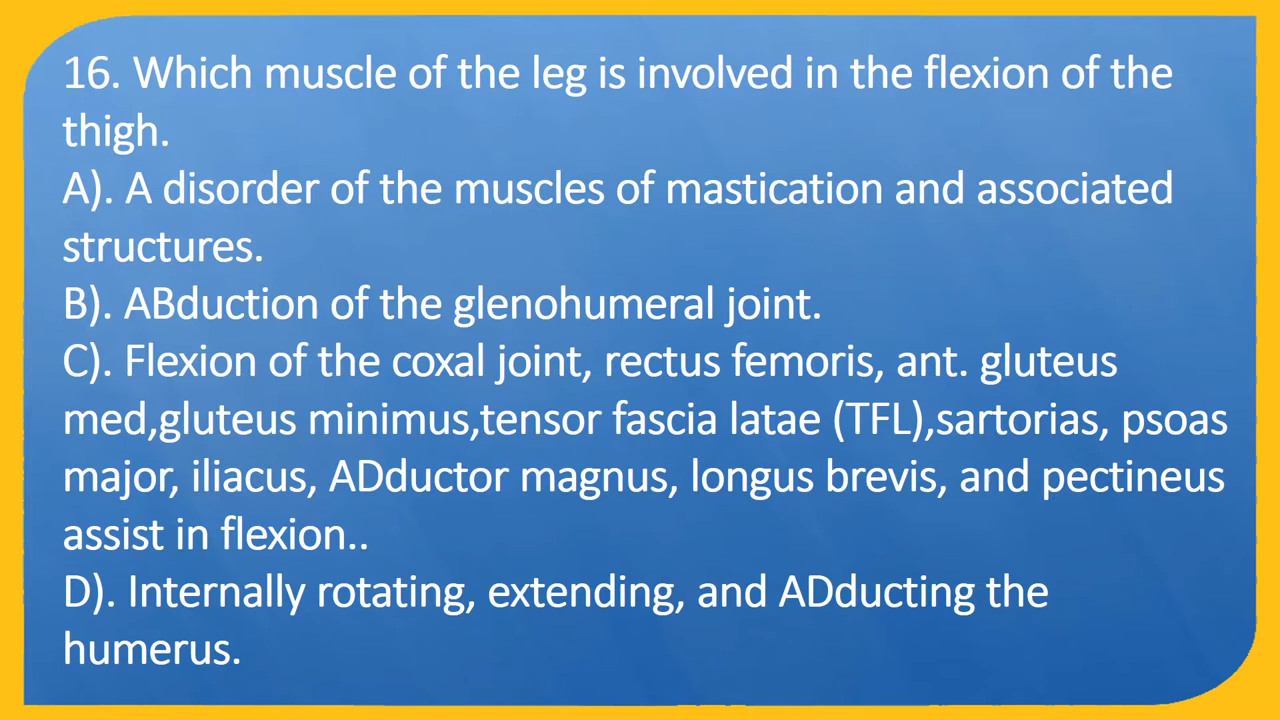 16. Which muscle of the leg is involved in the flexion of the
thigh.
A). A disorder of the muscles of mastication and associated
structures.
B). ABduction of the glenohumeral joint.
C). Flexion of the coxal joint, rectus femoris, ant. gluteus
med,gluteus minimus,tensor fascia latae (TFL),sartorias, psoas
major, iliacus, ADductor magnus, longus brevis, and pectineus
assist in flexion..
D). Internally rotating, extending, and ADducting the
humerus.